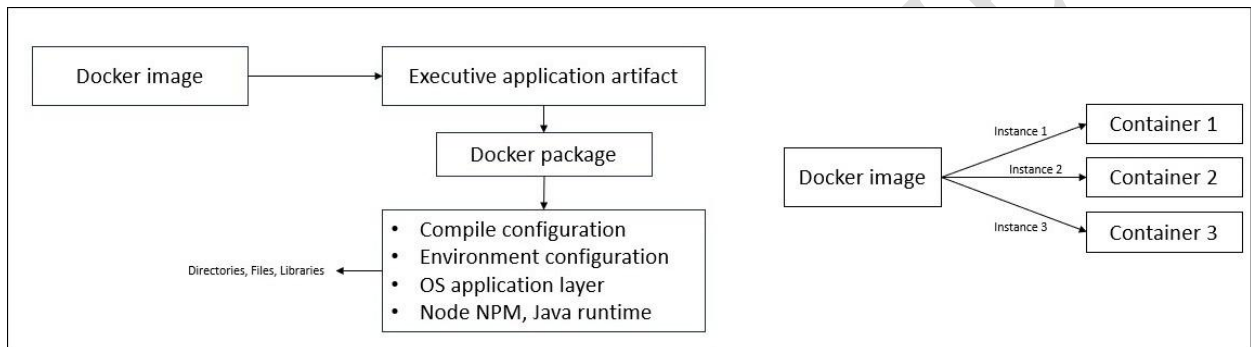 Docker image
Executive application artifact
Docker package
• Compile configuration
• Environment configuration
• OS application layer
• Node NPM, Java runtime
Directories, Files, Libraries
Docker image
Instance 1
Instance 2
Instance 3
Container 1
Container 2
Container 3